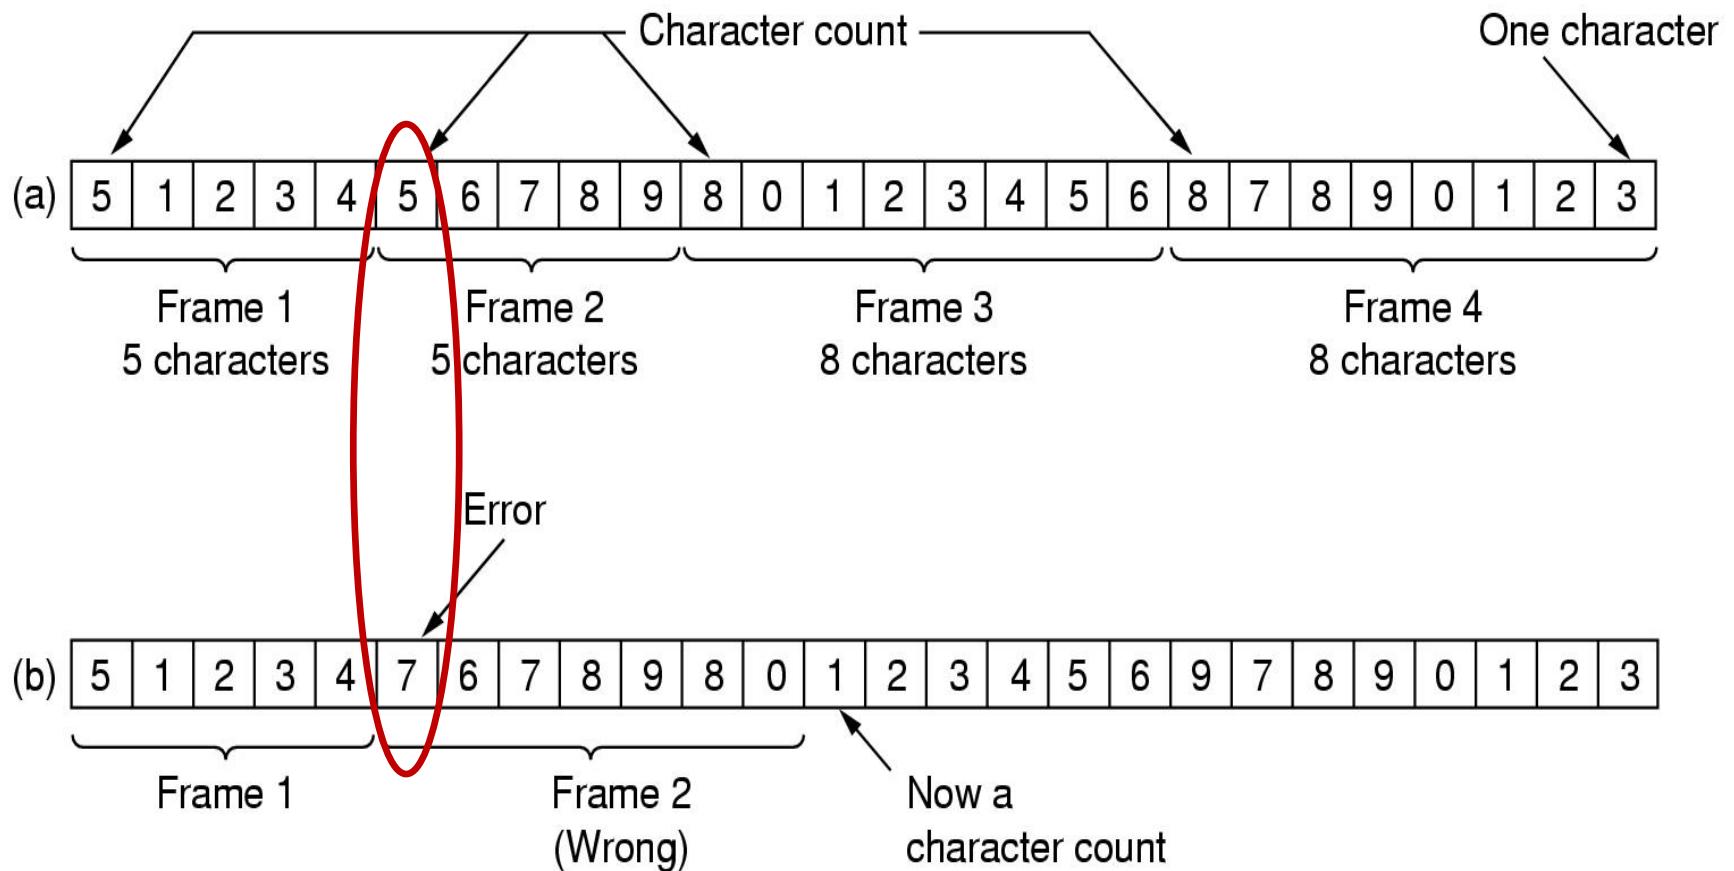 Character count
One character
(a) 5 1 2 3 4 5 6 7 8 9 8 0 1 2 3 4 5 6 8 7 8 9 0 1 2 3
Frame 1
5 characters
Frame 2
5 characters
Frame 3
8 characters
Frame 4
8 characters
Error
(b) 5 1 2 3 4 7 6 7 8 9 8 0 1 2 3 4 5 6 9 7 8 9 0 1 2 3
Frame 1
Frame 2
(Wrong)
Now a
character count